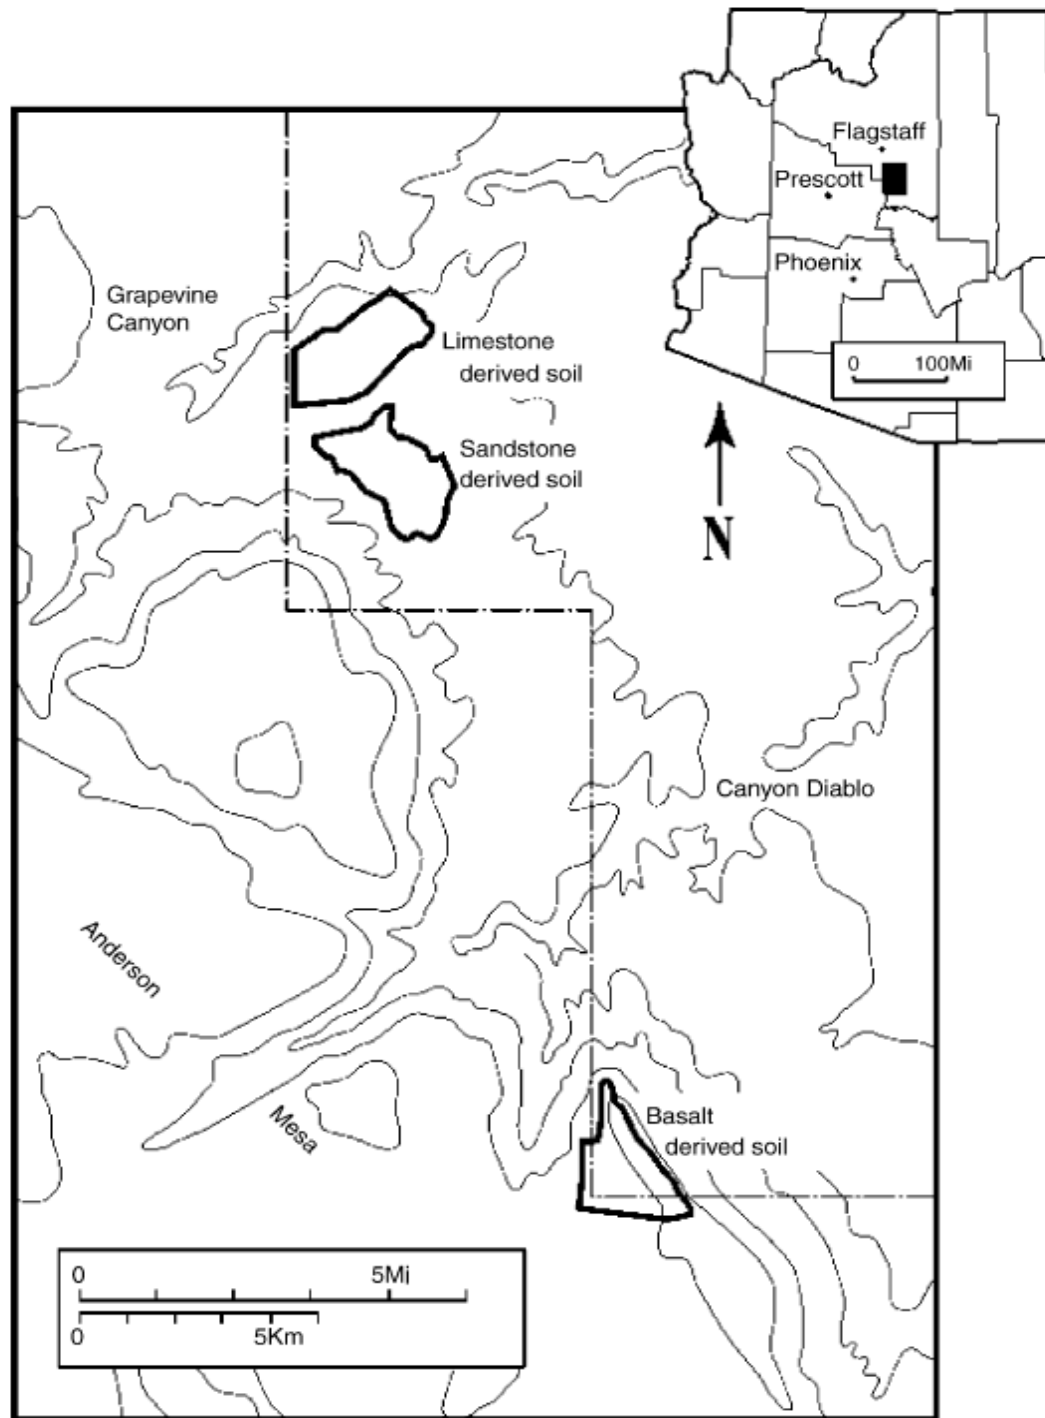 Flagstaff
Prescott
Phoenix
0 100Mi
Grapevine
Canyon
Limestone
derived soil
Sandstone
derived soil
N
Canyon Diablo
Anderson
Mesa
Basalt
derived soil
0 5Mi
0 5Km